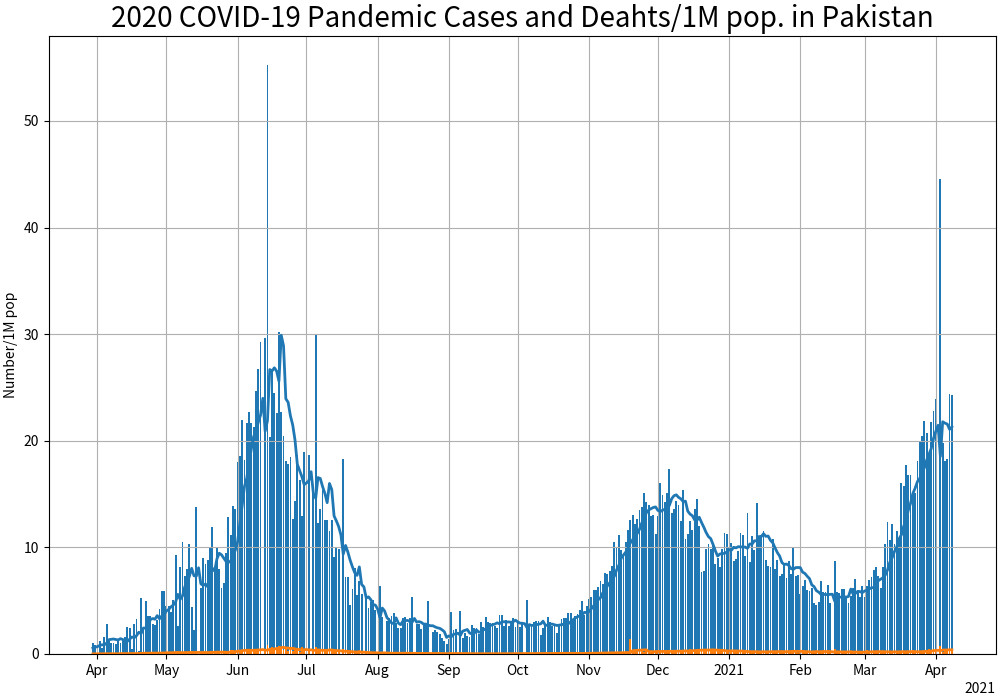 2020 COVID-19 Pandemic Cases and Deahts/1M pop. in Pakistan
Number/1M pop
50
40
30
20
10
0
Apr May Jun Jul Aug Sep Oct Nov Dec 2021 Feb Mar Apr
2021